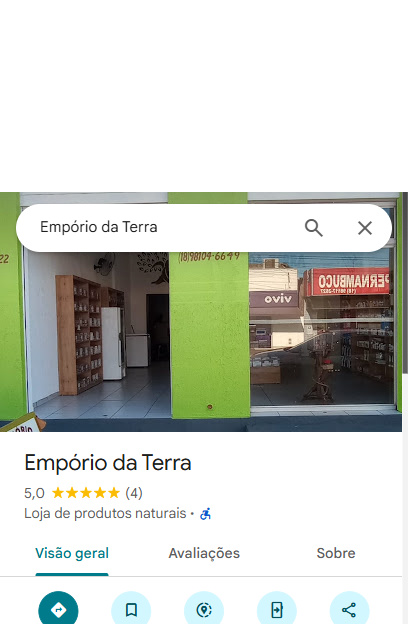 Empório da Terra
22
(18)98104-6649
vivo
PERNAMBUCO
Empório da Terra
5,0 (4)
Loja de produtos naturais •
Visão geral Avaliações Sobre